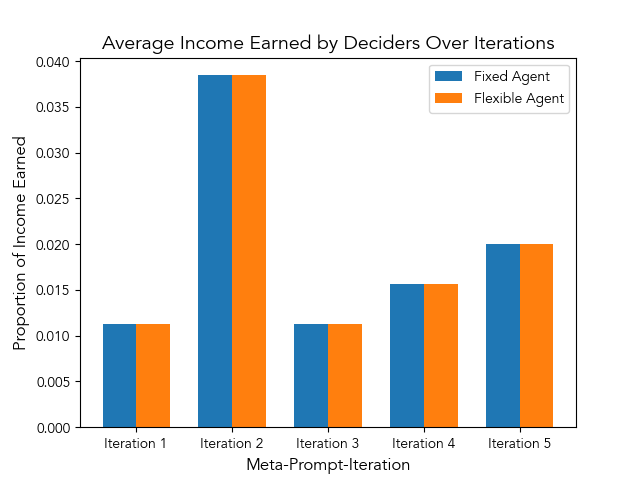 Average Income Earned by Deciders Over Iterations
Fixed Agent
Flexible Agent
Proportion of Income Earned
0.040
0.035
0.030
0.025
0.020
0.015
0.010
0.005
0.000
Iteration 1 Iteration 2 Iteration 3 Iteration 4 Iteration 5
Meta-Prompt-Iteration